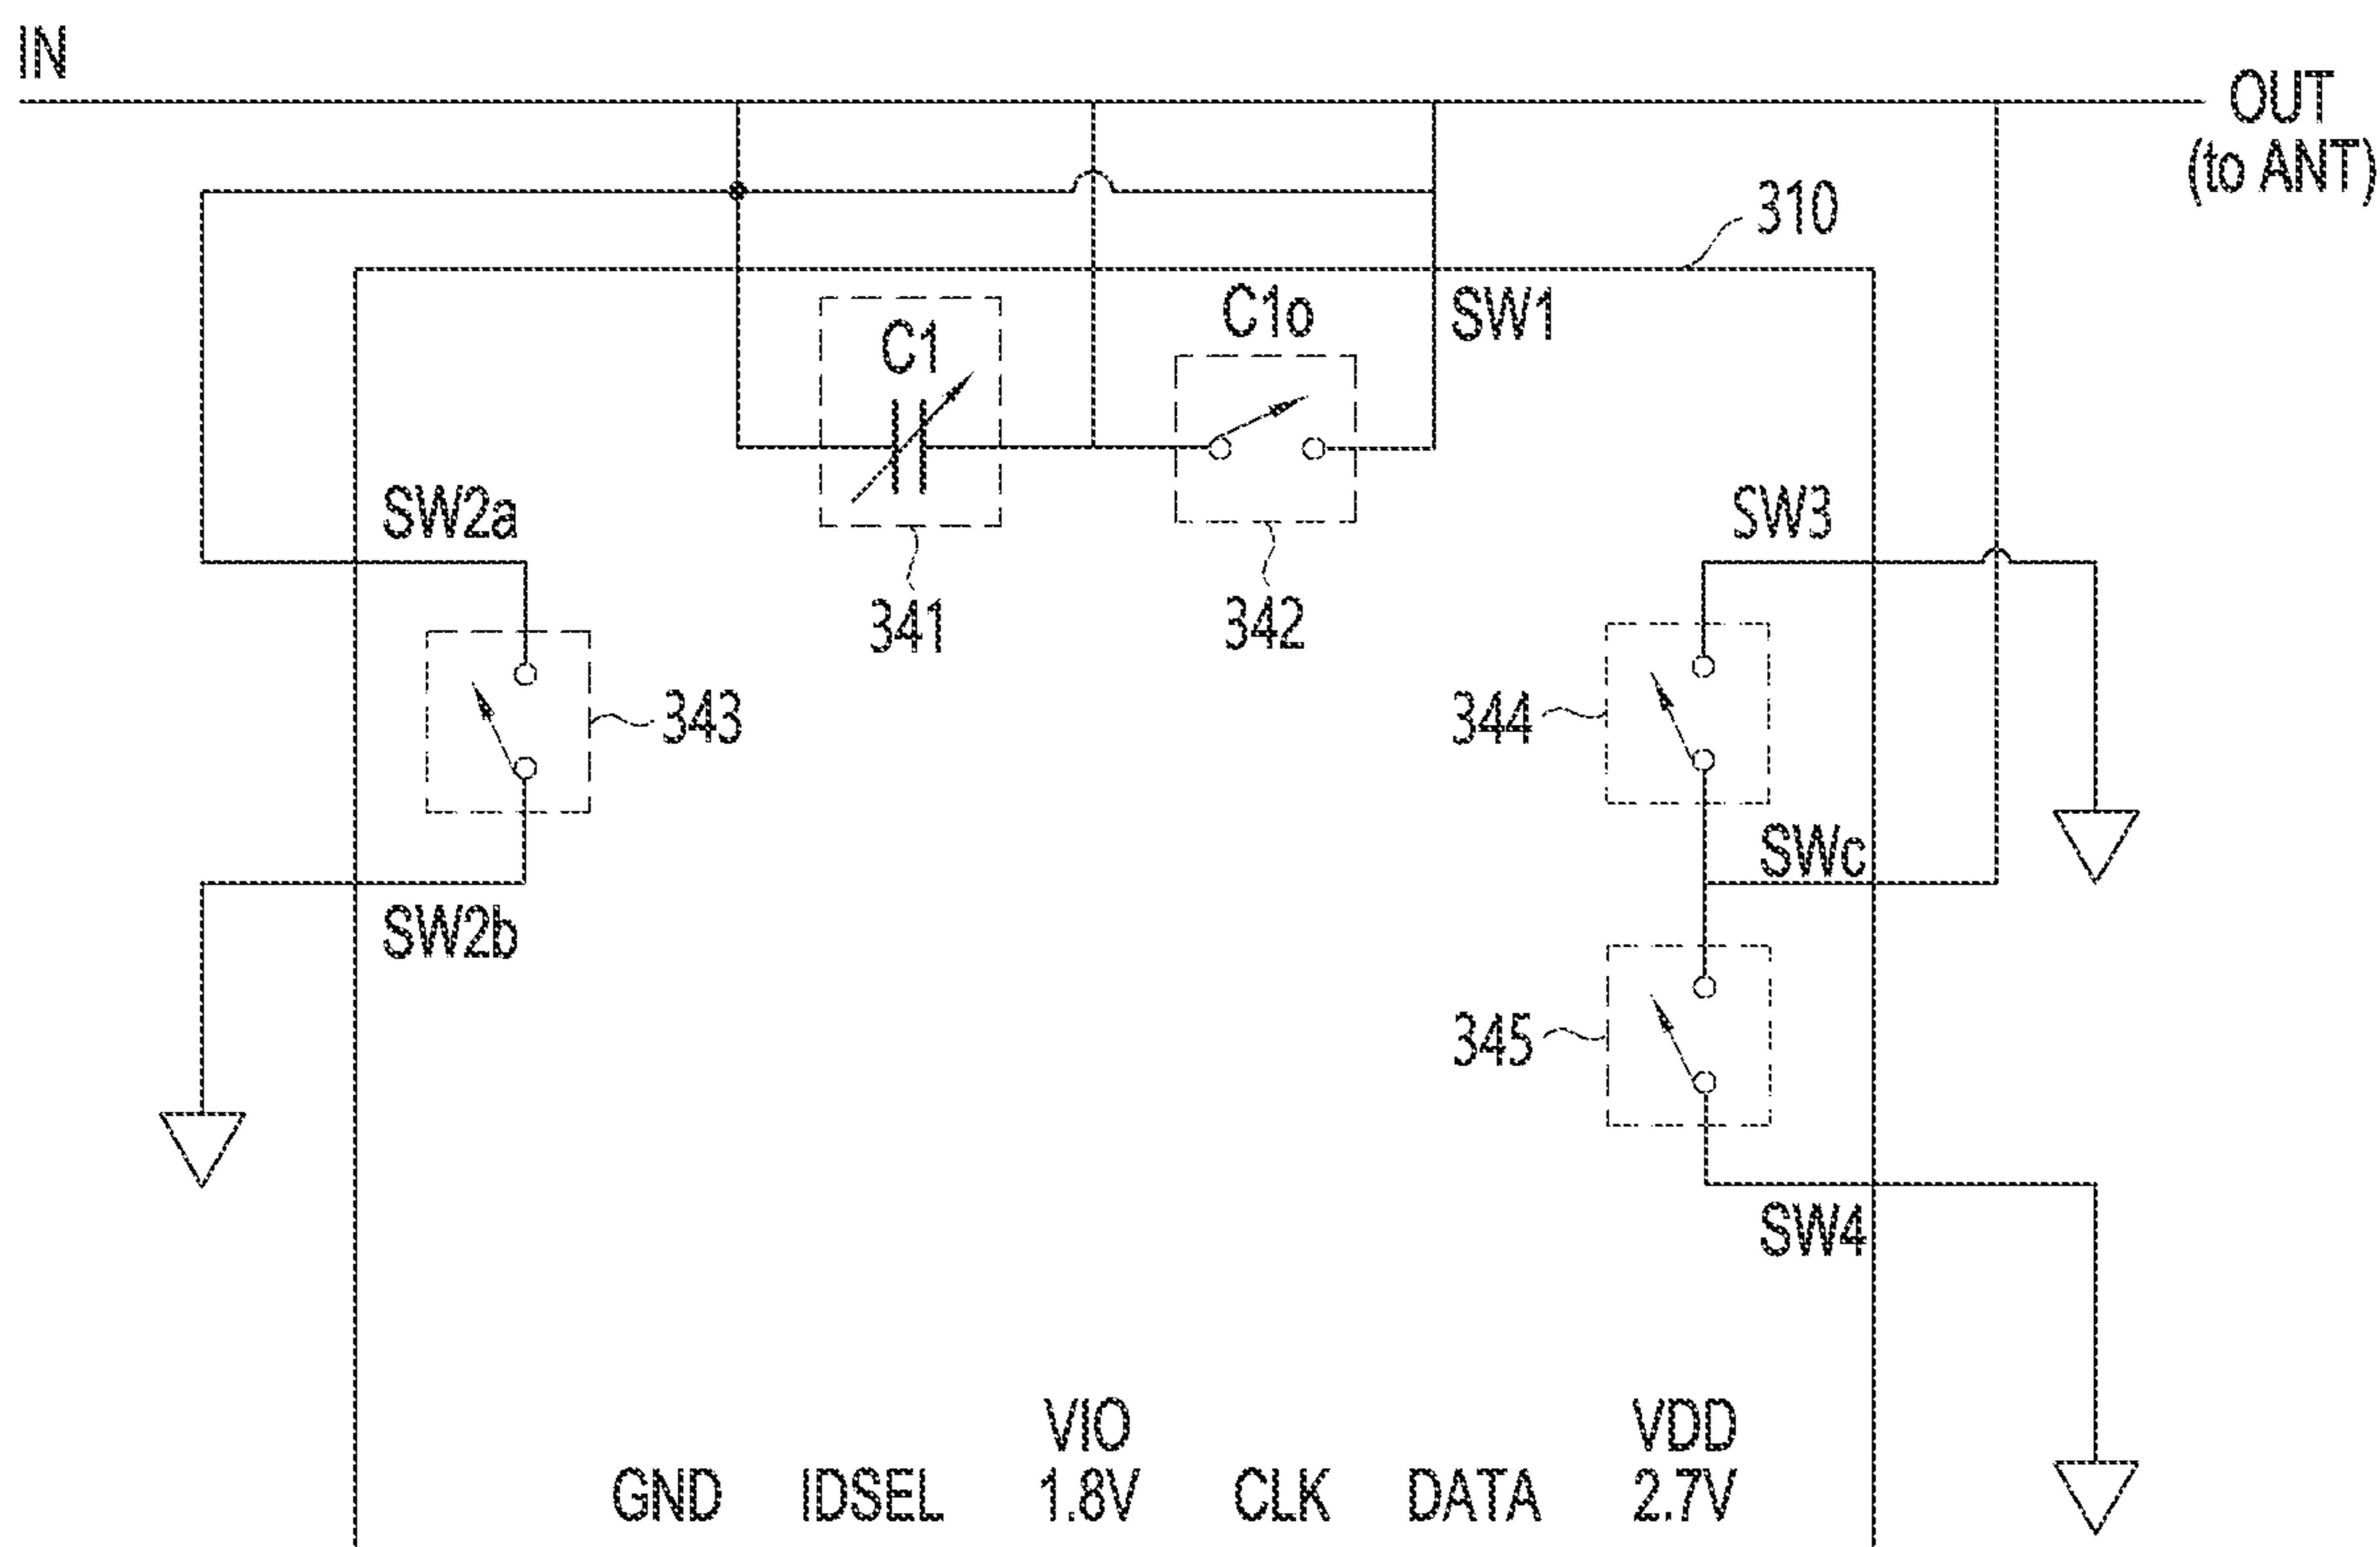 IN
OUT
(to ANT)
310
C1
C1o
SW1
SW2a
SW3
341
342
343
344
SWc
SW2b
345
SW4
VIO
VDD
GND IDSEL 1.8V CLK DATA 2.7V